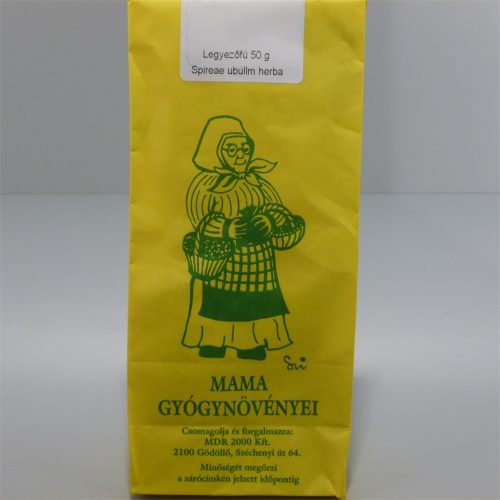 Legyezőfű 50 g
Spireae ubullm herba
MAMA
GYÓGYNÖVÉNYEI
Csomagolja és forgalmazza:
MDR 2000 Kft.
2100 Gödöllő, Széchenyi út 64.
Minőségét megőrzi
a zárócímkén jelzett időpontig